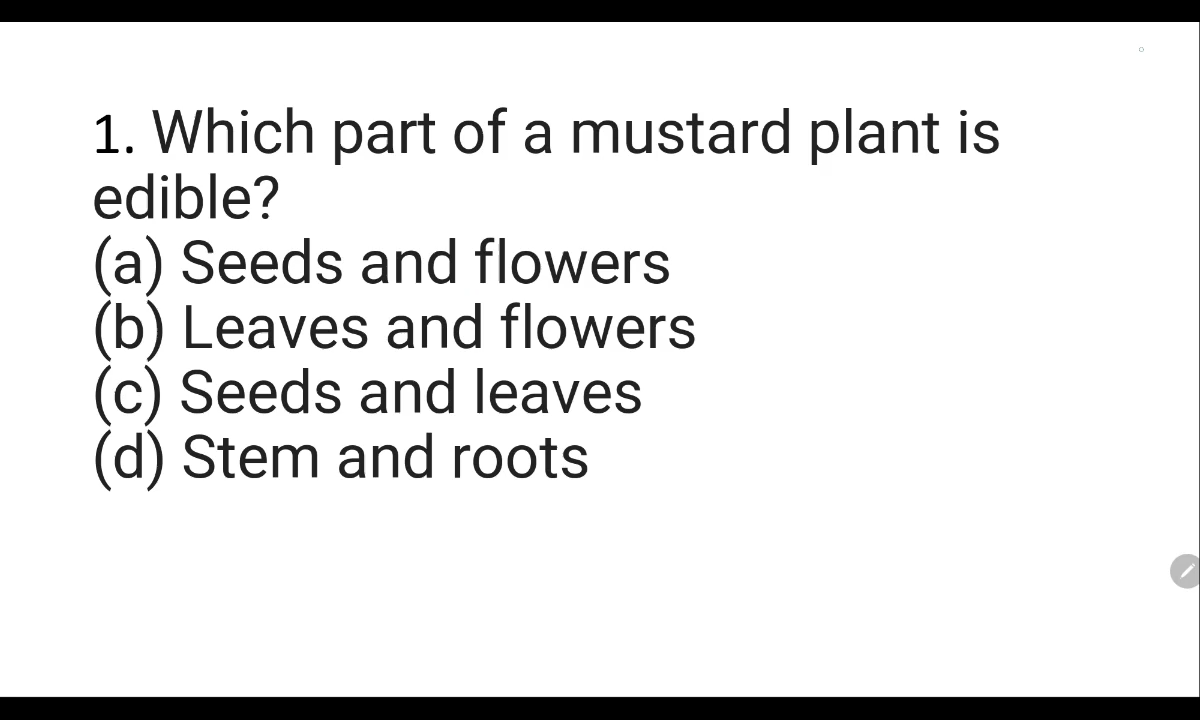 1. Which part of a mustard plant is
edible?
(a) Seeds and flowers
(b) Leaves and flowers
(c) Seeds and leaves
(d) Stem and roots